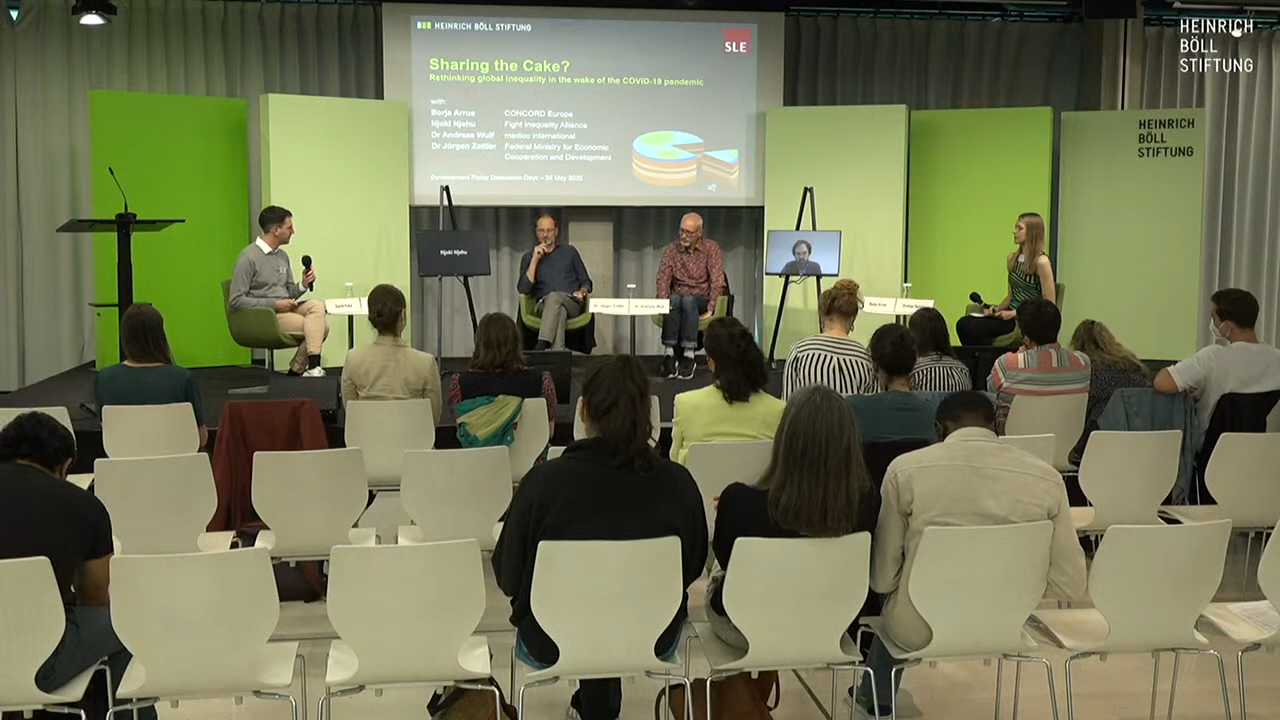 HEINRICH BÖLL STIFTUNG
SLE
Sharing the Cake?
Rethinking global inequality in the wake of the COVID-19 pandemic
with:
Borja Arrue CONCORD Europe
Njoki Njehu Fight Inequality Alliance
Dr Andreas Wulf medico international
Dr Jürgen Zattler Federal Ministry for Economic
Cooperation and Development
Development Policy Discussion Days – 24 May 2022
HEINRICH
BÖLL
STIFTUNG
HEINRICH
BÖLL
STIFTUNG
Njoki Njehu